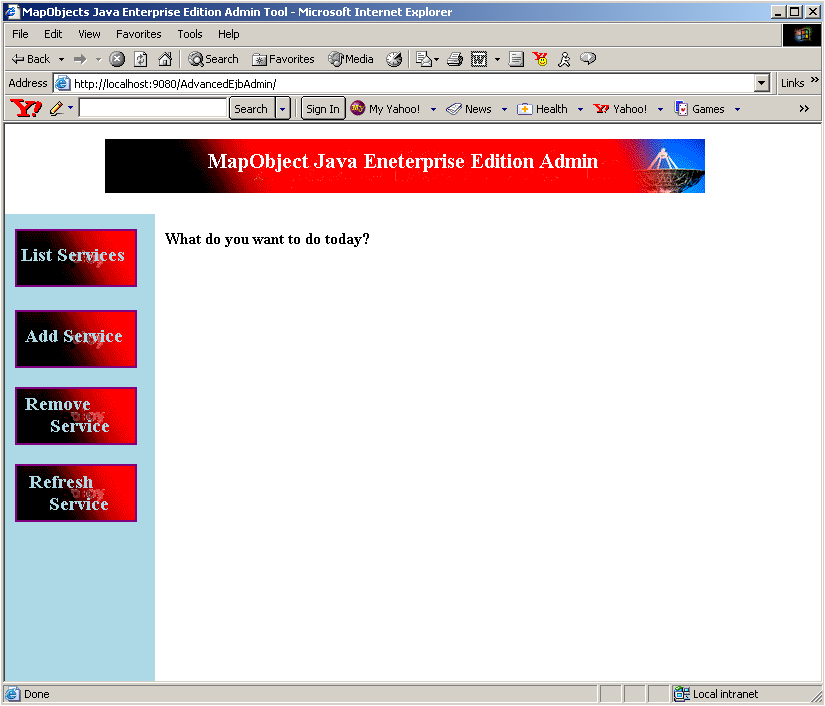 MapObjects Java Enterprise Edition Admin Tool - Microsoft Internet Explorer
File Edit View Favorites Tools Help
Back Search Favorites Media
Address http://localhost:9080/AdvancedEjbAdmin/ Links
Y! Search Sign In My Yahoo! News Health Yahoo! Games
MapObject Java Eneterprise Edition Admin
What do you want to do today?
List Services
Add Service
Remove
Service
Refresh
Service
Done Local intranet